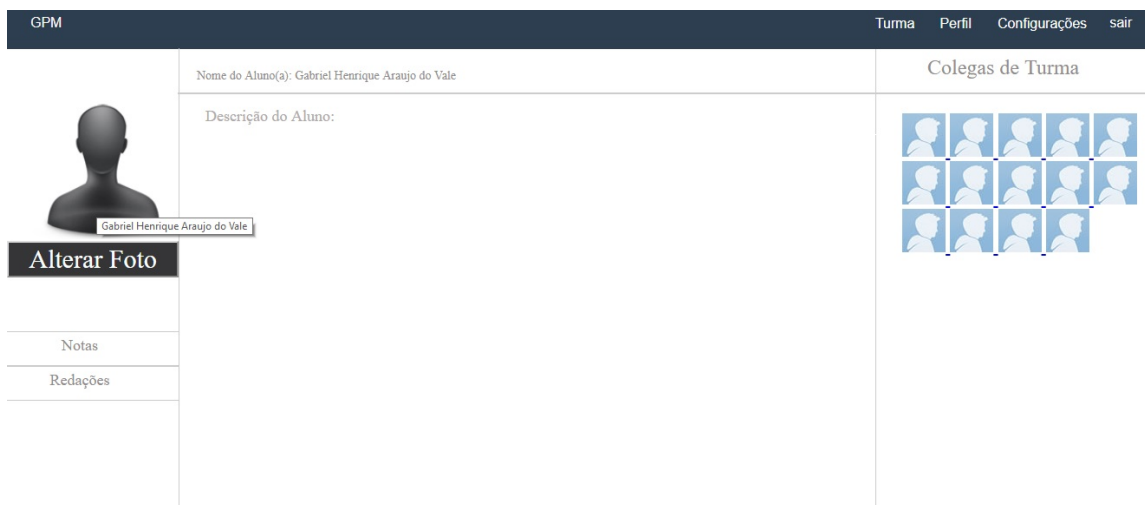 GPM
Turma Perfil Configurações sair
Nome do Aluno(a): Gabriel Henrique Araujo do Vale
Colegas de Turma
Descrição do Aluno:
Gabriel Henrique Araujo do Vale
Alterar Foto
Notas
Redações